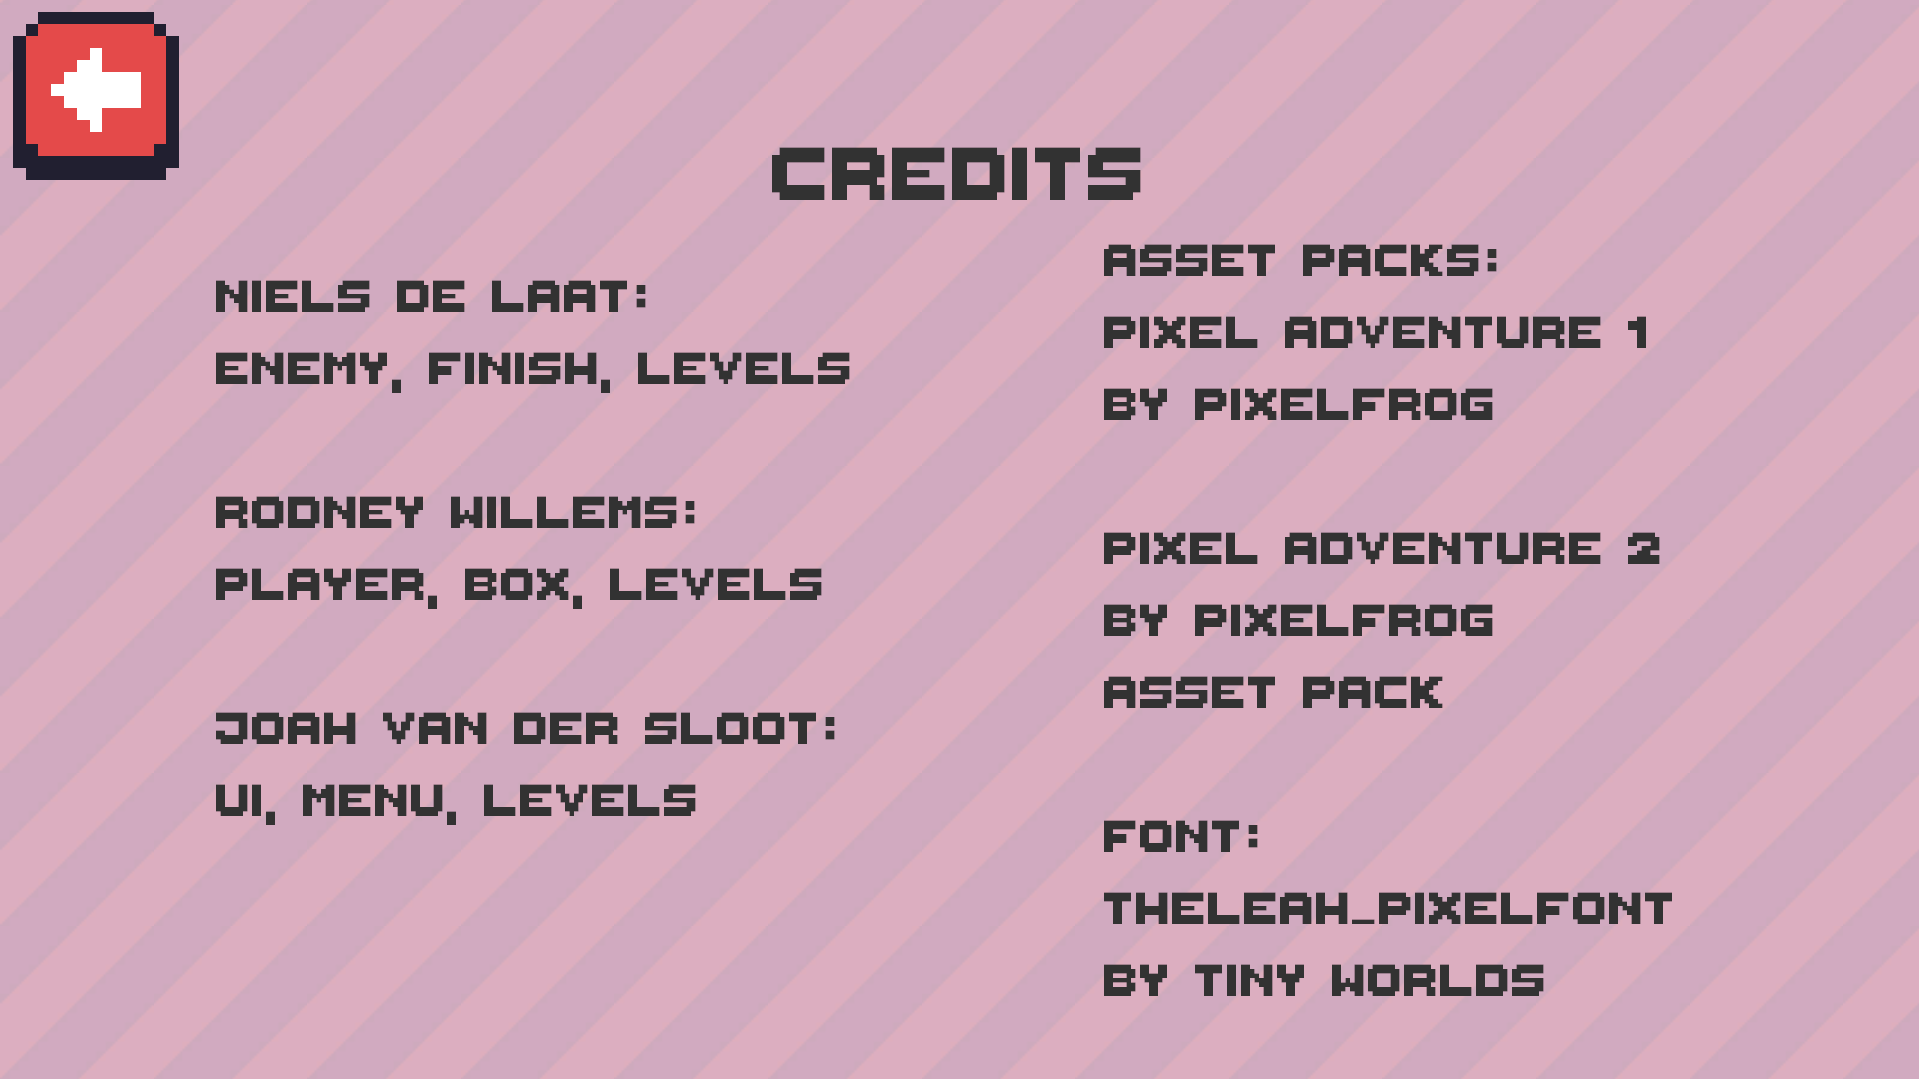 CREDITS
NIELS DE LAAT:
ENEMY, FINISH, LEVELS
RODNEY WILLEMS:
PLAYER, BOX, LEVELS
JOAH VAN DER SLOOT:
UI, MENU, LEVELS
ASSET PACKS:
PIXEL ADVENTURE 1
BY PIXELFROG
PIXEL ADVENTURE 2
BY PIXELFROG
ASSET PACK
FONT:
THELEAH_PIXELFONT
BY TINY WORLDS